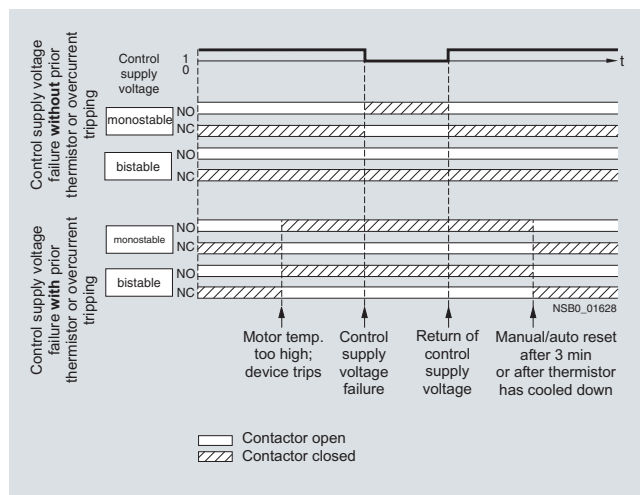 Control supply voltage
failure without prior
thermistor or overcurrent
tripping
Control
supply
voltage
1
0
t
monostable
NO
NC
bistable
NO
NC
Control supply voltage
failure with prior
thermistor or overcurrent
tripping
monostable
NO
NC
bistable
NO
NC
NSB0_01628
Motor temp.
too high;
device trips
Control
supply
voltage
failure
Return of
control
supply
voltage
Manual/auto reset
after 3 min
or after thermistor
has cooled down
Contactor open
Contactor closed